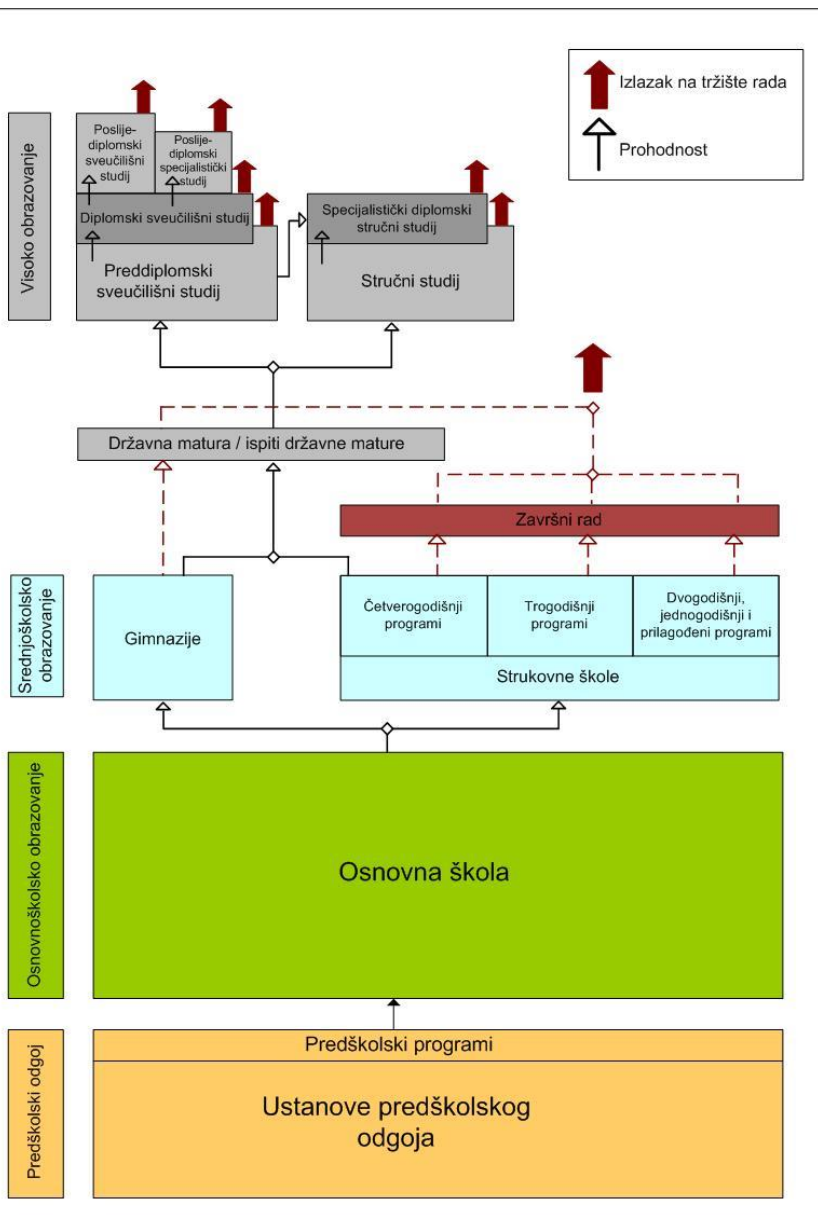 Izlazak na tržište rada
Prohodnost
Visoko obrazovanje
Poslije-
diplomski
sveučilišni
studij
Poslije-
diplomski
specijalistički
studij
Diplomski sveučilišni studij
Preddiplomski
sveučilišni studij
Specijalistički diplomski
stručni studij
Stručni studij
Državna matura / ispiti državne mature
Završni rad
Srednjoškolsko
obrazovanje
Gimnazije
Četverogodišnji
programi
Trogodišnji
programi
Dvogodišnji,
jednogodišnji i
prilagođeni programi
Strukovne škole
Osnovnoškolsko obrazovanje
Osnovna škola
Predškolski odgoj
Predškolski programi
Ustanove predškolskog
odgoja